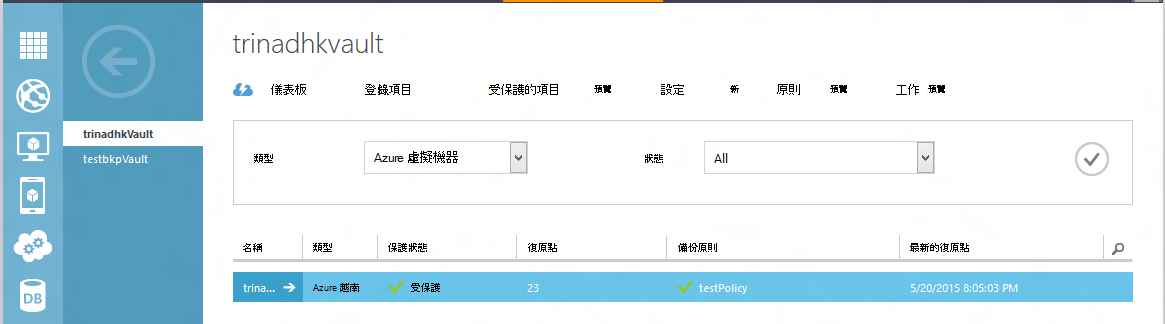 trinadhkvault
儀表板 登錄項目 受保護的項目 預覽 設定 新 原則 預覽 工作 預覽
trinadhkVault
testbkpVault
類型 Azure 虛擬機器 狀態 All
名稱 類型 保護狀態 復原點 備份原則 最新的復原點
trina... Azure 越南 受保護 23 testPolicy 5/20/2015 8:05:03 PM
DB